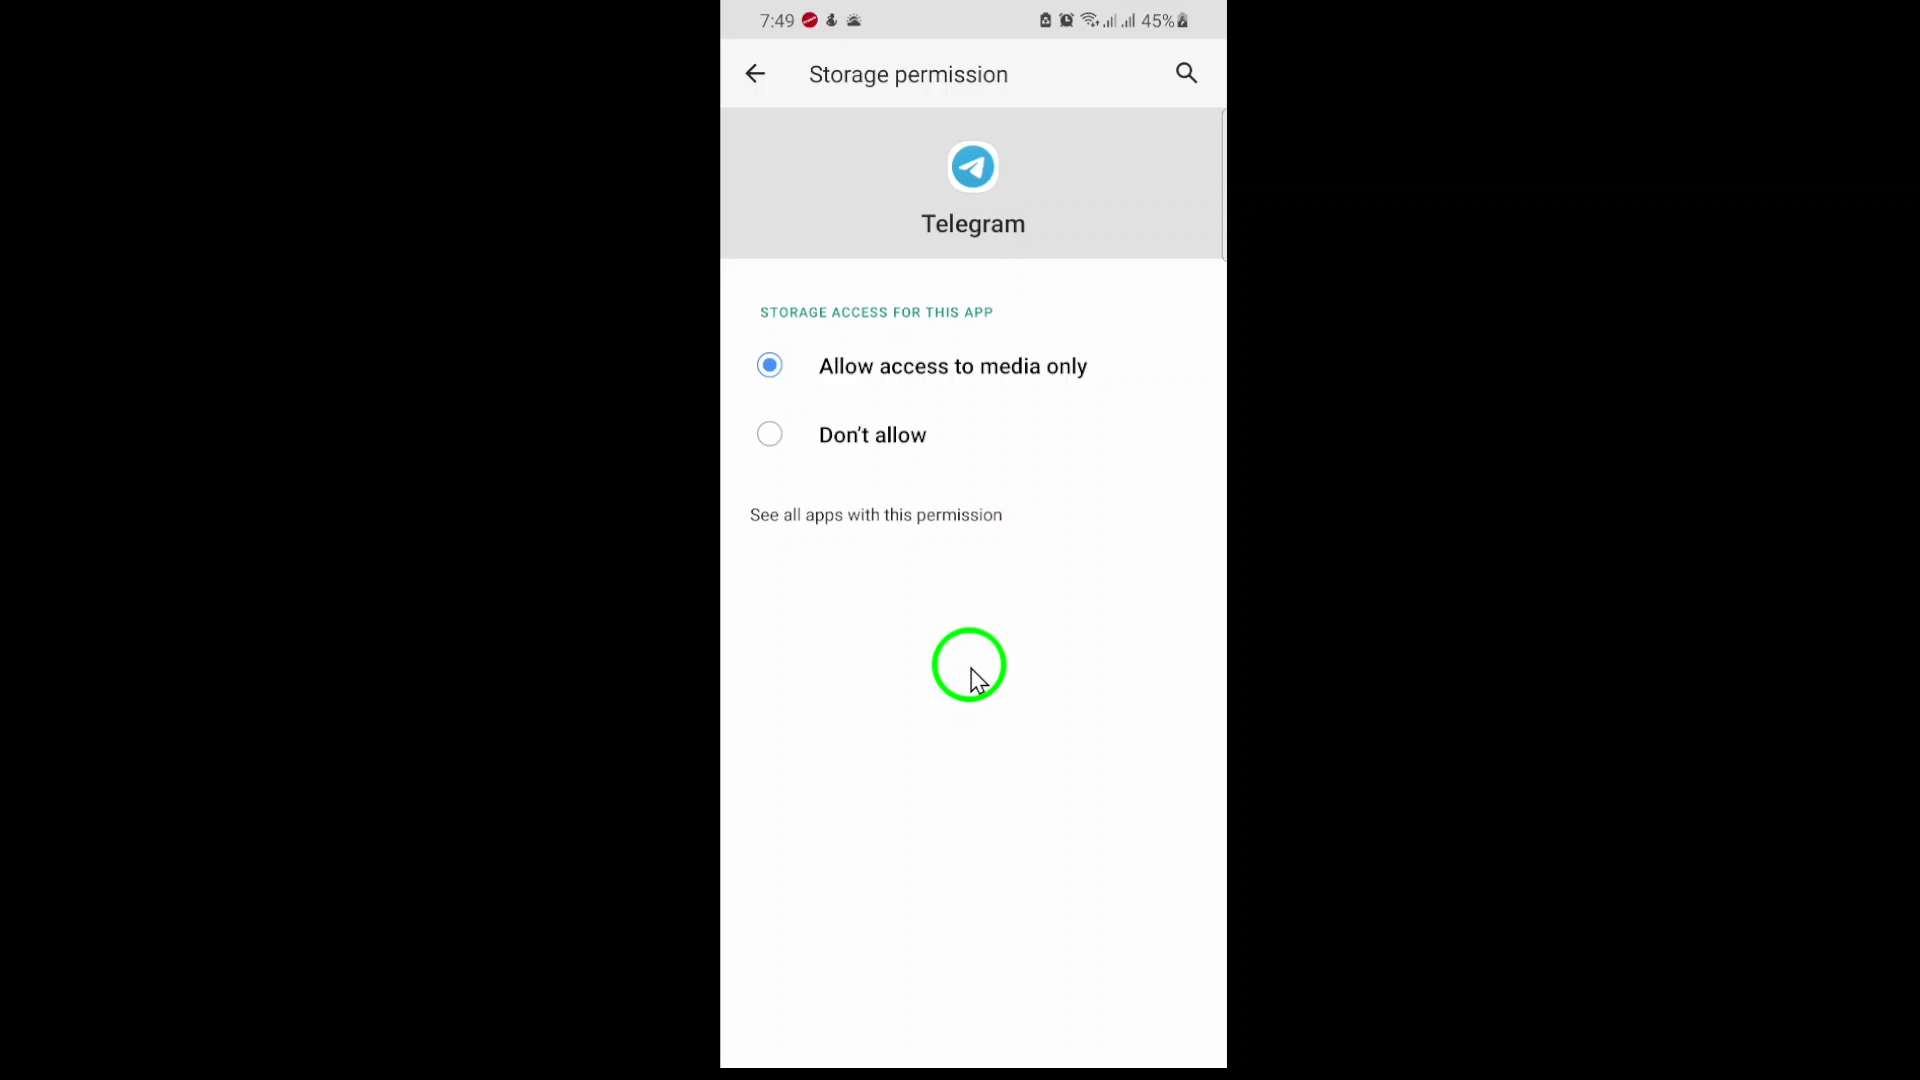 7:49 45%
Storage permission
Telegram
STORAGE ACCESS FOR THIS APP
Allow access to media only
Don't allow
See all apps with this permission